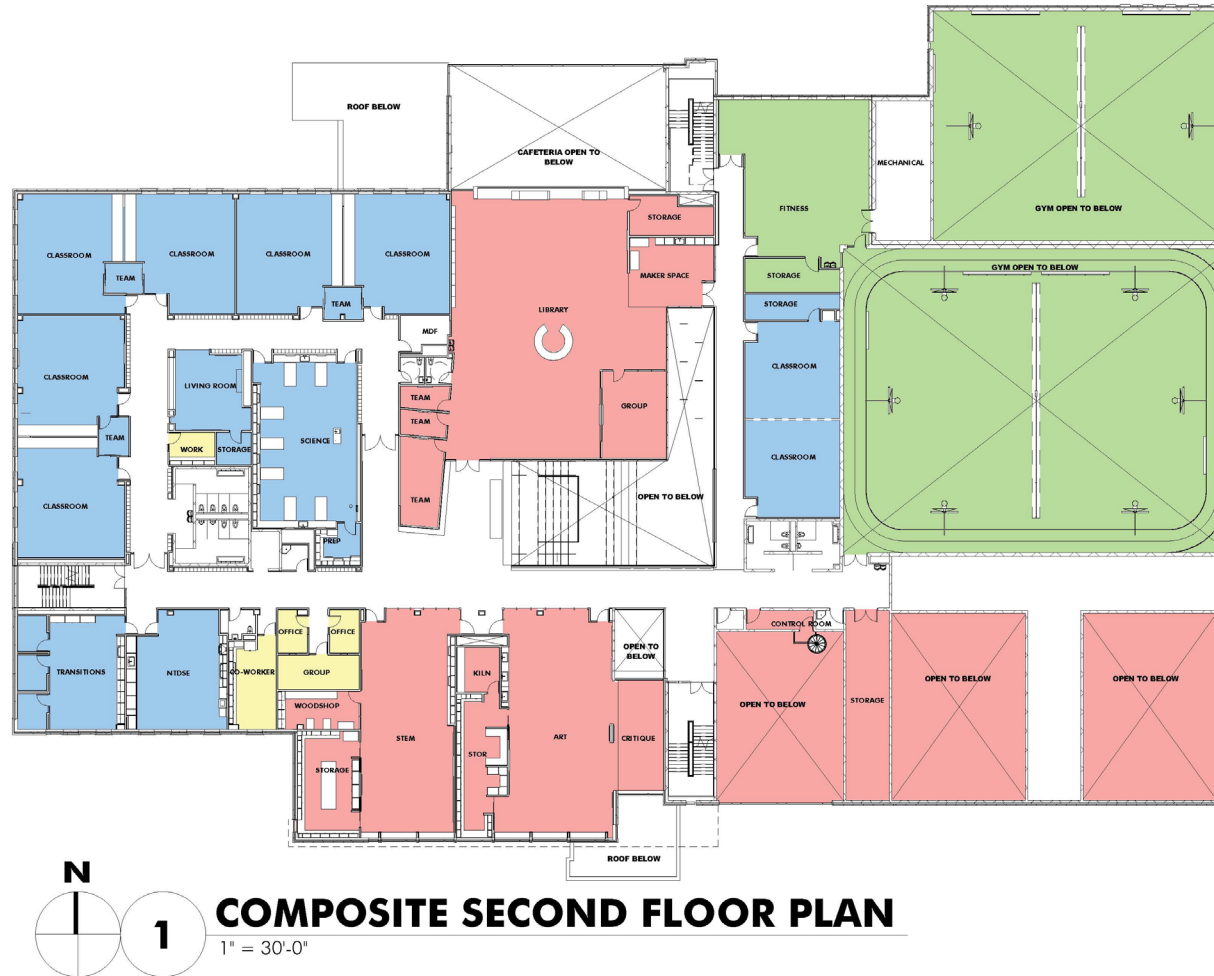 ROOF BELOW
CAFETERIA OPEN TO
BELOW
MECHANICAL
FITNESS
GYM OPEN TO BELOW
STORAGE
CLASSROOM
CLASSROOM
CLASSROOM
CLASSROOM
TEAM
TEAM
MAKER SPACE
STORAGE
GYM OPEN TO BELOW
STORAGE
LIBRARY
MDF
CLASSROOM
CLASSROOM
LIVING ROOM
TEAM
TEAM
GROUP
TEAM
WORK
STORAGE
SCIENCE
CLASSROOM
TEAM
OPEN TO BELOW
CLASSROOM
PREP
OFFICE
OFFICE
CONTROL ROOM
TRANSITIONS
NTDSE
CO-WORKER
GROUP
KILN
OPEN TO
BELOW
OPEN TO BELOW
STORAGE
OPEN TO BELOW
OPEN TO BELOW
WOODSHOP
STEM
ART
CRITIQUE
STOR
STORAGE
ROOF BELOW
N
1
COMPOSITE SECOND FLOOR PLAN
1" = 30'-0"